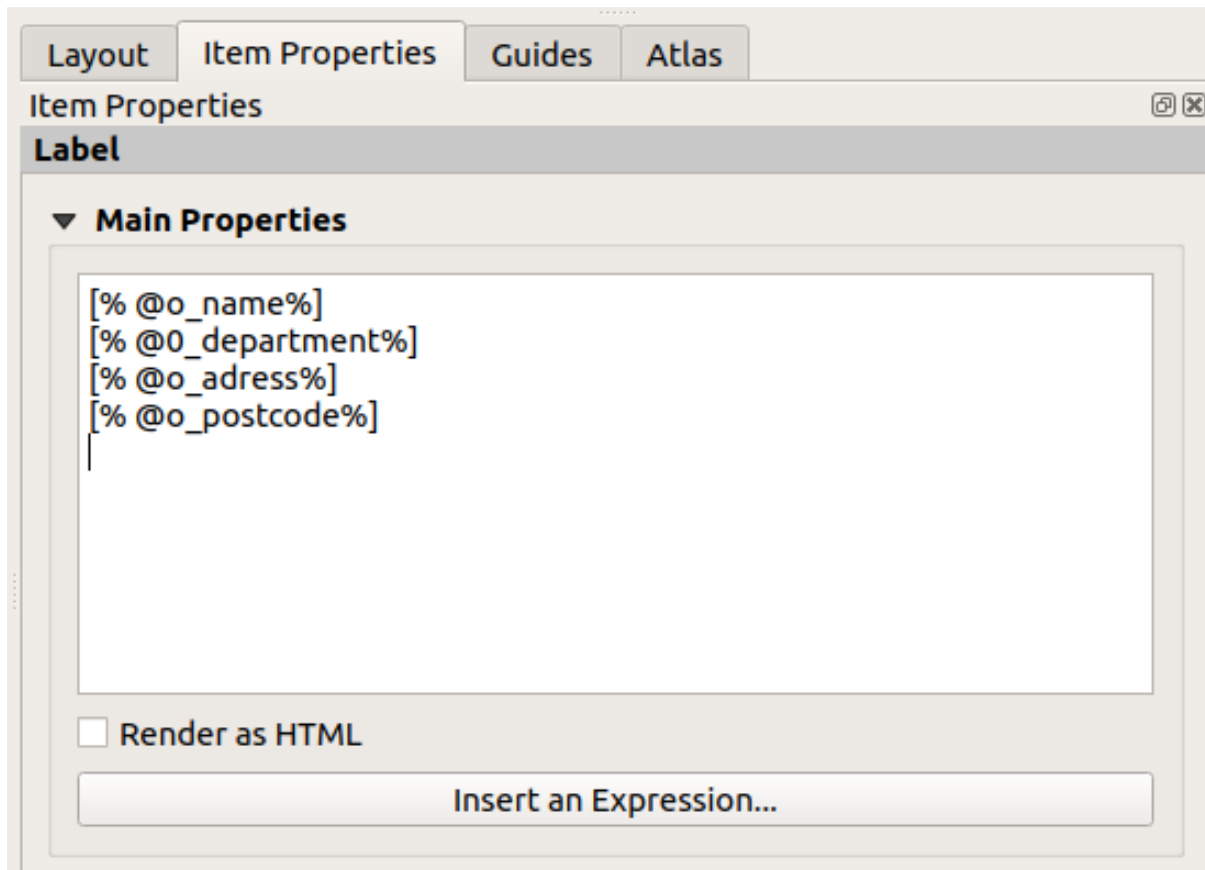 Layout Item Properties Guides Atlas
Item Properties
Label
Main Properties
[% @o_name%]
[% @0_department%]
[% @o_adress%]
[% @o_postcode%]
Render as HTML
Insert an Expression...